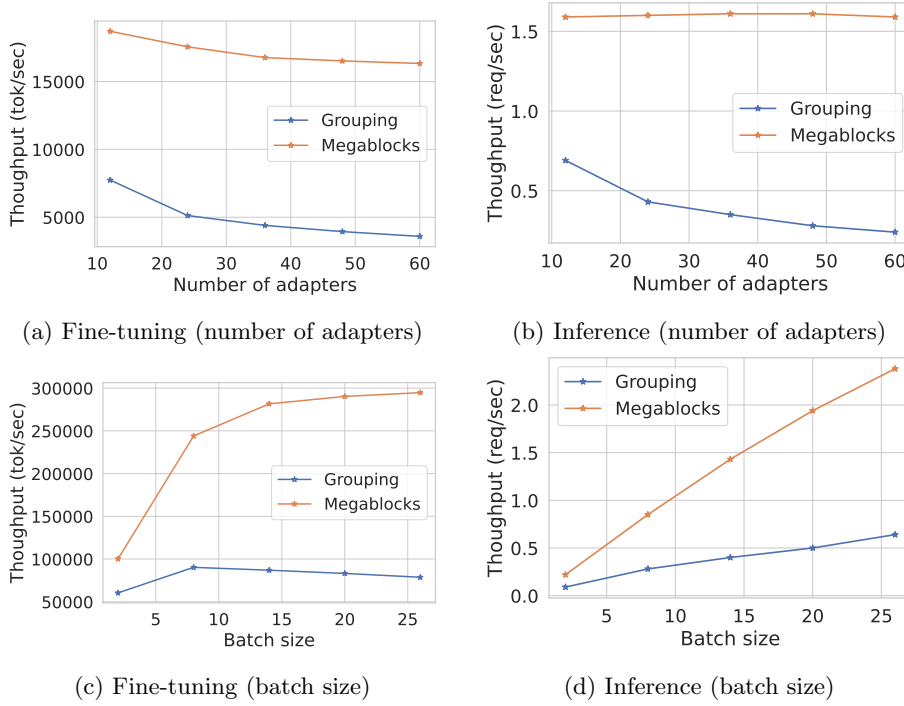 Thoughput (tok/sec)
15000
10000
5000
10 20 30 40 50 60
Number of adapters
Grouping
Megablocks
(a) Fine-tuning (number of adapters)
Thoughput (req/sec)
1.5
1.0
0.5
10 20 30 40 50 60
Number of adapters
Grouping
Megablocks
(b) Inference (number of adapters)
Thoughput (tok/sec)
300000
250000
200000
150000
100000
50000
5 10 15 20 25
Batch size
Grouping
Megablocks
(c) Fine-tuning (batch size)
Thoughput (req/sec)
2.0
1.5
1.0
0.5
0.0
5 10 15 20 25
Batch size
Grouping
Megablocks
(d) Inference (batch size)